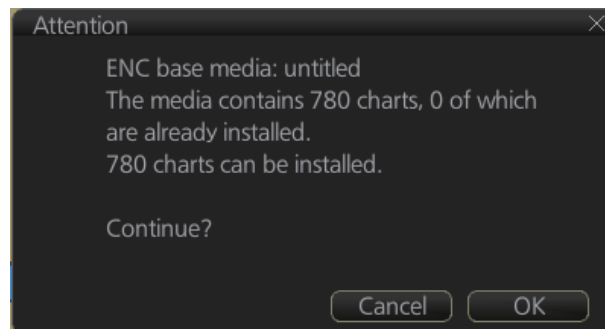 Attention
ENC base media: untitled
The media contains 780 charts, 0 of which
are already installed.
780 charts can be installed.
Continue?
Cancel OK